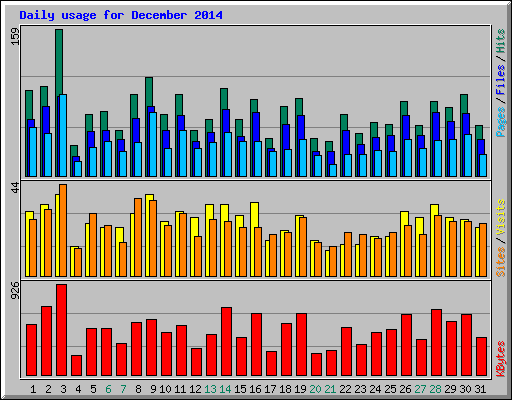 Daily usage for December 2014
159
Pages / Files / Hits
44
Sites / Visits
926
KBytes
1 2 3 4 5 6 7 8 9 10 11 12 13 14 15 16 17 18 19 20 21 22 23 24 25 26 27 28 29 30 31